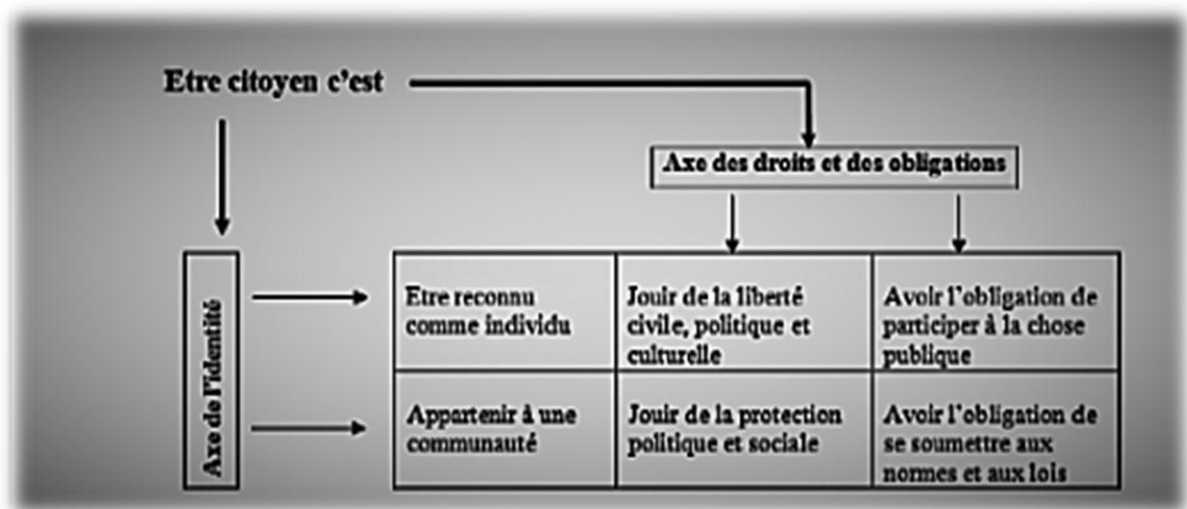 Etre citoyen c'est
Axe des droits et des obligations
Axe de l'identité
Etre reconnu
comme individu
Jouir de la liberté
civile, politique et
culturelle
Avoir l'obligation de
participer à la chose
publique
Appartenir à une
communauté
Jouir de la protection
politique et sociale
Avoir l'obligation de
se soumettre aux
normes et aux lois